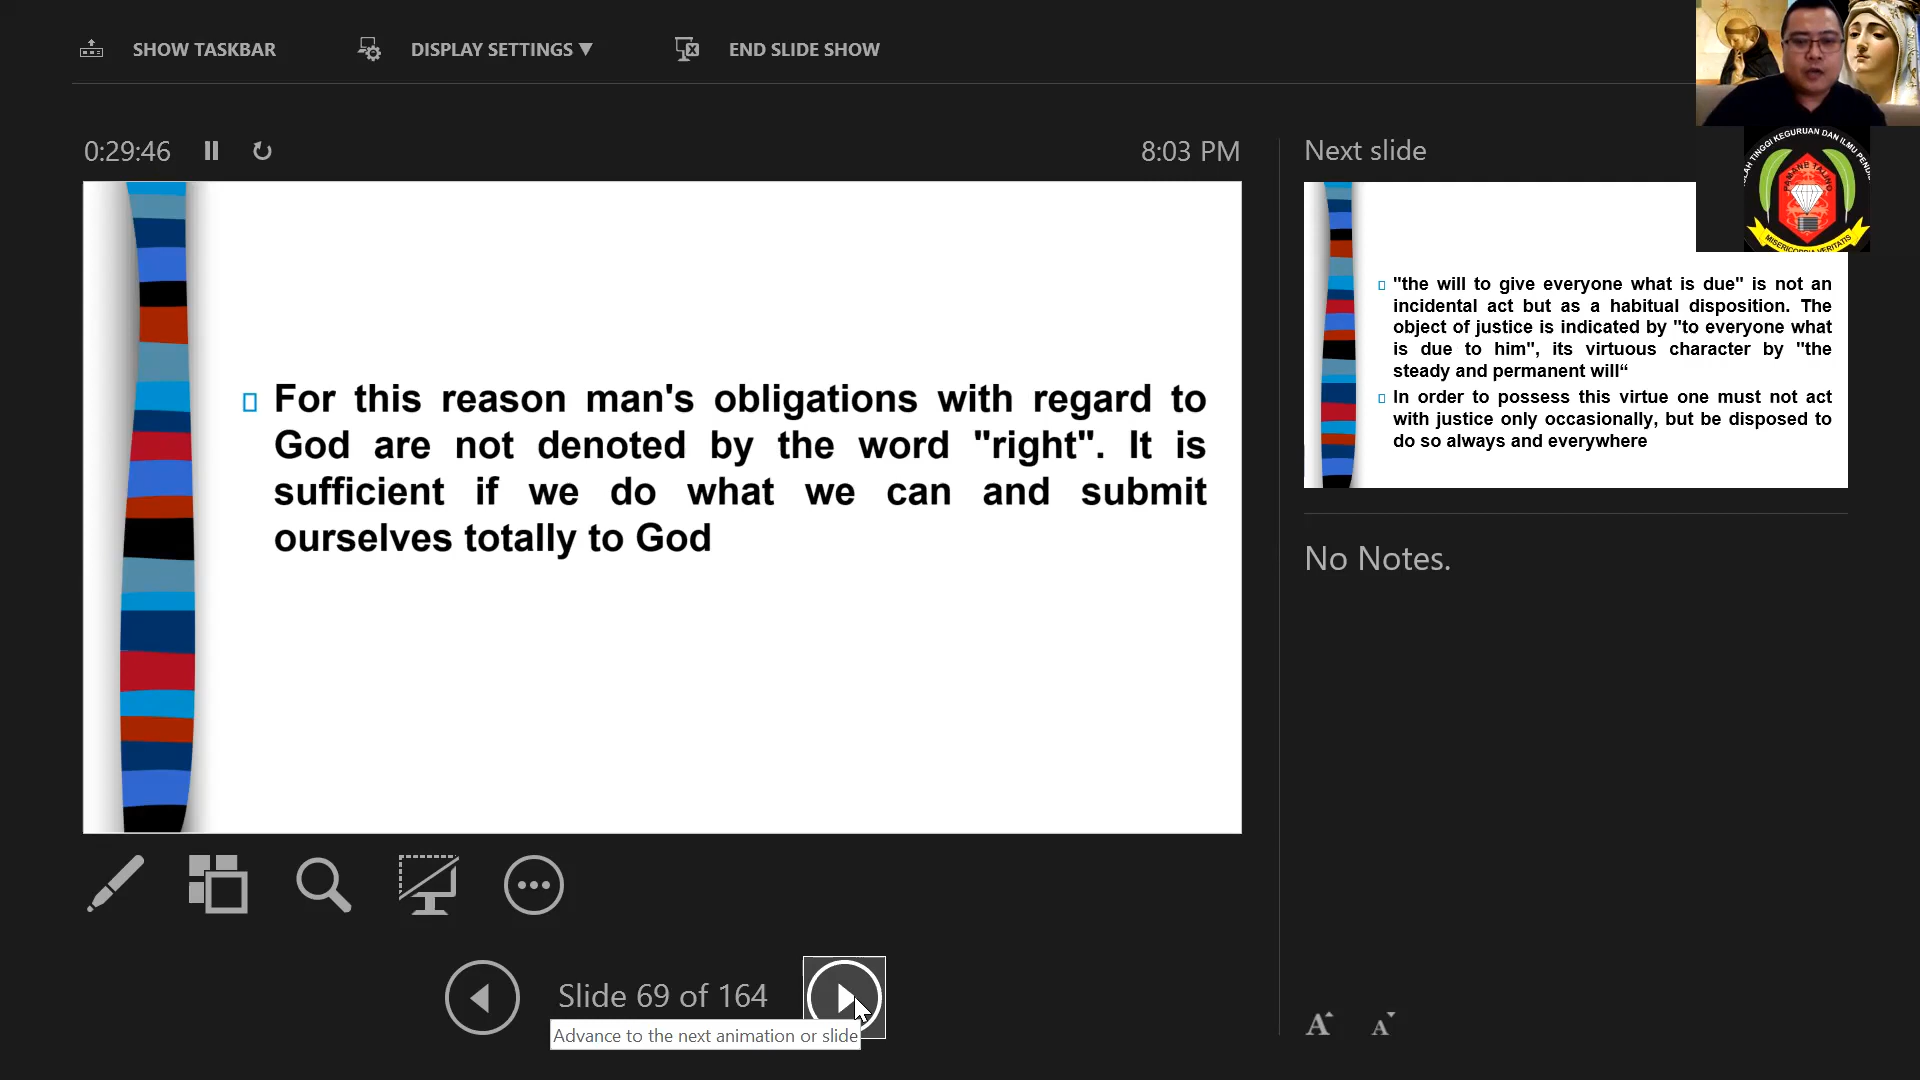 SHOW TASKBAR
DISPLAY SETTINGS ▼
END SLIDE SHOW
0:29:46
8:03 PM
Next slide
For this reason man's obligations with regard to
God are not denoted by the word "right". It is
sufficient if we do what we can and submit
ourselves totally to God
TINGGI KEGURUAN DAN ILMU
MISERICORDIA VERITATIS
"the will to give everyone what is due" is not an
incidental act but as a habitual disposition. The
object of justice is indicated by "to everyone what
is due to him", its virtuous character by "the
steady and permanent will“
In order to possess this virtue one must not act
with justice only occasionally, but be disposed to
do so always and everywhere
No Notes.
Slide 69 of 164
Advance to the next animation or slide
A A